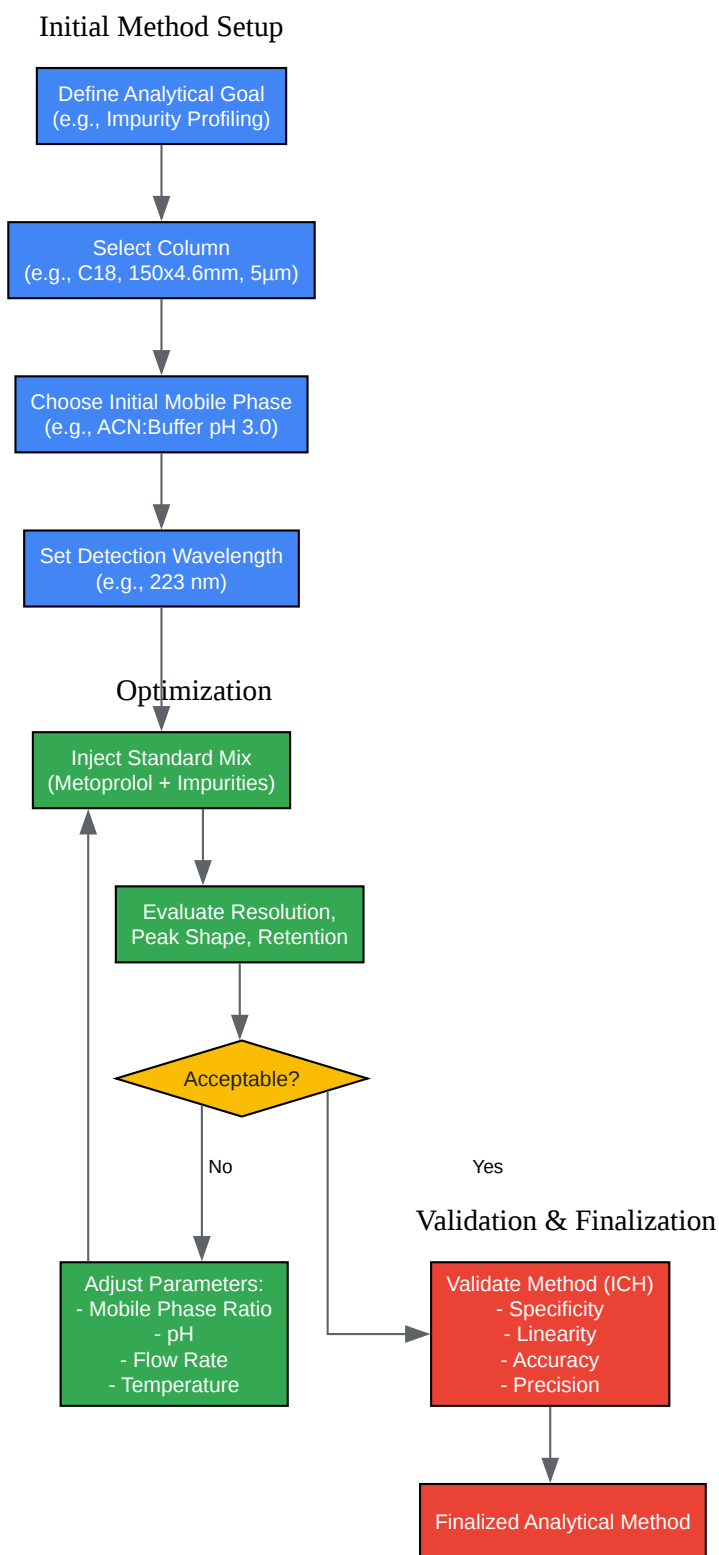 Initial Method Setup
Define Analytical Goal
(e.g., Impurity Profiling)
Select Column
(e.g., C18, 150x4.6mm, 5µm)
Choose Initial Mobile Phase
(e.g., ACN:Buffer pH 3.0)
Set Detection Wavelength
(e.g., 223 nm)
Optimization
Inject Standard Mix
(Metoprolol + Impurities)
Evaluate Resolution,
Peak Shape, Retention
Acceptable?
No
Yes
Validation & Finalization
Adjust Parameters:
- Mobile Phase Ratio
- pH
- Flow Rate
- Temperature
Validate Method (ICH)
- Specificity
- Linearity
- Accuracy
- Precision
Finalized Analytical Method